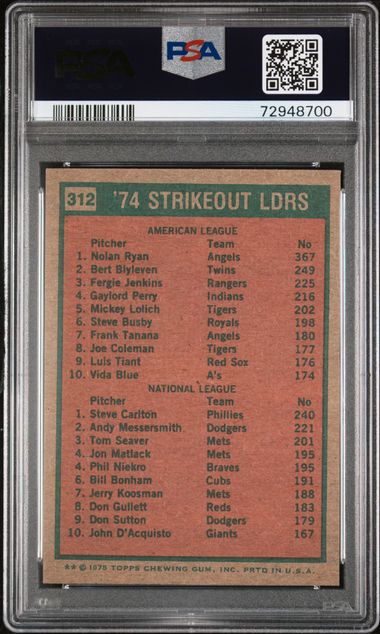 PSA
PSA
72948700
312 '74 STRIKEOUT LDRS
AMERICAN LEAGUE
Pitcher Team No
1. Nolan Ryan Angels 367
2. Bert Blyleven Twins 249
3. Fergie Jenkins Rangers 225
4. Gaylord Perry Indians 216
5. Mickey Lolich Tigers 202
6. Steve Busby Royals 198
7. Frank Tanana Angels 180
8. Joe Coleman Tigers 177
9. Luis Tiant Red Sox 176
10. Vida Blue A's 174
NATIONAL LEAGUE
Pitcher Team No
1. Steve Carlton Phillies 240
2. Andy Messersmith Dodgers 221
3. Tom Seaver Mets 201
4. Jon Matlack Mets 195
4. Phil Niekro Braves 195
6. Bill Bonham Cubs 191
7. Jerry Koosman Mets 188
8. Don Gullett Reds 183
9. Don Sutton Dodgers 179
10. John D'Acquisto Giants 167
** © 1975 TOPPS CHEWING GUM, INC. PRTD IN U.S.A.